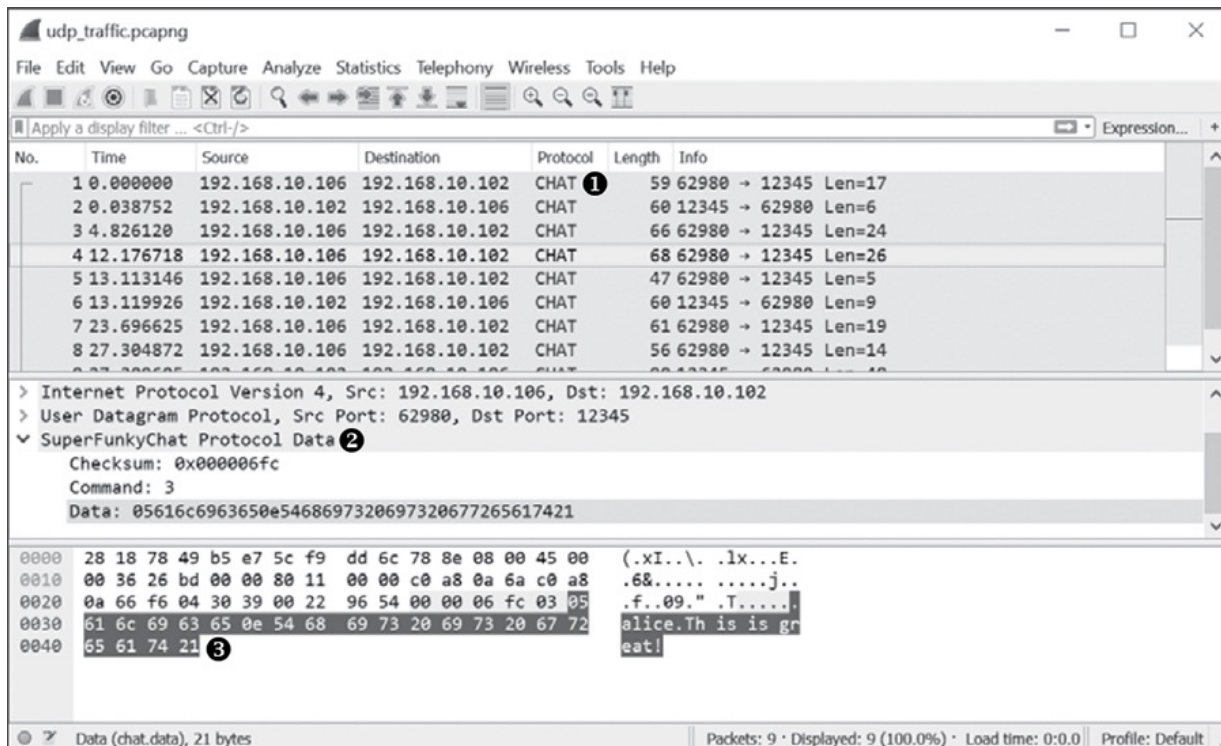 udp_traffic.pcapng
File Edit View Go Capture Analyze Statistics Telephony Wireless Tools Help
Apply a display filter ... <Ctrl-/> Expression... +
No. Time Source Destination Protocol Length Info
1 0.000000 192.168.10.106 192.168.10.102 CHAT ❶ 59 62980 → 12345 Len=17
2 0.038752 192.168.10.102 192.168.10.106 CHAT 60 12345 → 62980 Len=6
3 4.826120 192.168.10.106 192.168.10.102 CHAT 66 62980 → 12345 Len=24
4 12.176718 192.168.10.106 192.168.10.102 CHAT 68 62980 → 12345 Len=26
5 13.113146 192.168.10.106 192.168.10.102 CHAT 47 62980 → 12345 Len=5
6 13.119926 192.168.10.102 192.168.10.106 CHAT 60 12345 → 62980 Len=9
7 23.696625 192.168.10.106 192.168.10.102 CHAT 61 62980 → 12345 Len=19
8 27.304872 192.168.10.106 192.168.10.102 CHAT 56 62980 → 12345 Len=14
> Internet Protocol Version 4, Src: 192.168.10.106, Dst: 192.168.10.102
> User Datagram Protocol, Src Port: 62980, Dst Port: 12345
SuperFunkyChat Protocol Data ❷
Checksum: 0x000006fc
Command: 3
Data: 05616c6963650e5468697320697320677265617421
0000 28 18 78 49 b5 e7 5c f9 dd 6c 78 8e 08 00 45 00 (.xI..\. .lx...E.
0010 00 36 26 bd 00 00 80 11 00 00 c0 a8 0a 6a c0 a8 .6&..... .....j..
0020 0a 66 f6 04 30 39 00 22 96 54 00 00 06 fc 03 05 .f..09." .T......
0030 61 6c 69 63 65 0e 54 68 69 73 20 69 73 20 67 72 alice.Th is is gr
0040 65 61 74 21 ❸ eat!
Data (chat.data), 21 bytes Packets: 9 · Displayed: 9 (100.0%) · Load time: 0:0.0 Profile: Default